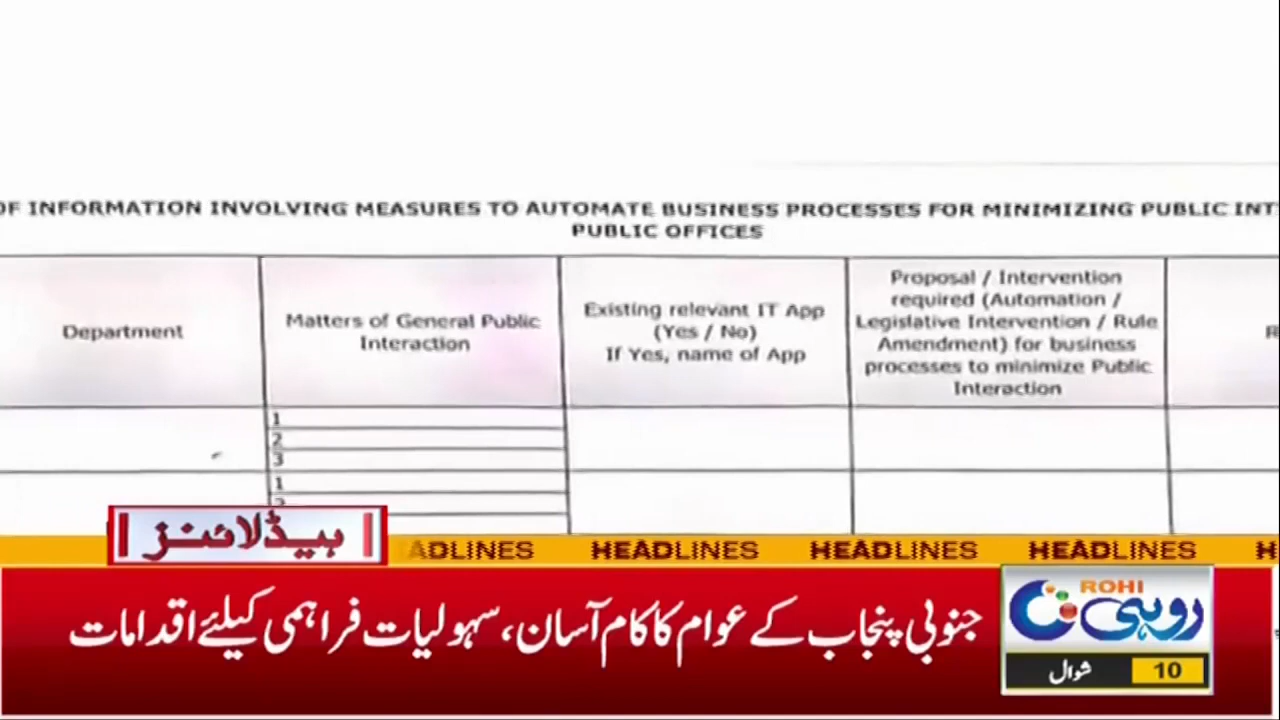 OF INFORMATION INVOLVING MEASURES TO AUTOMATE BUSINESS PROCESSES FOR MINIMIZING PUBLIC INT
PUBLIC OFFICES
Department
Matters of General Public
Interaction
Existing relevant IT App
(Yes / No)
If Yes, name of App
Proposal / Intervention
required (Automation /
Legislative Intervention / Rule
Amendment) for business
processes to minimize Public
Interaction
R
1
2
3
1
2
ہیڈلائنز
ADLINES HEADLINES HEADLINES HEADLINES H
جنوبی پنجاب کے عوام کا کام آسان، سہولیات فراہمی کیلئے اقدامات
ROHI
روہی
شوال 10